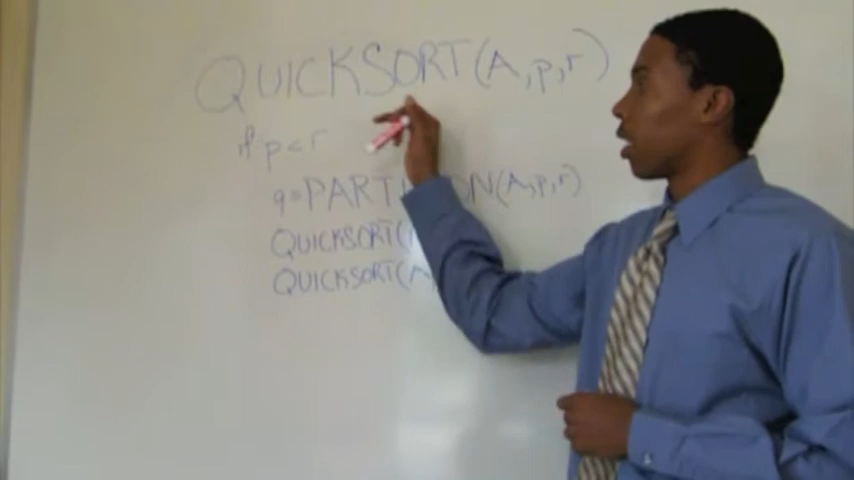 QUICKSORT(A,p,r)
if p < r
q = PARTITION(A,p,r)
QUICKSORT(
QUICKSORT(A,